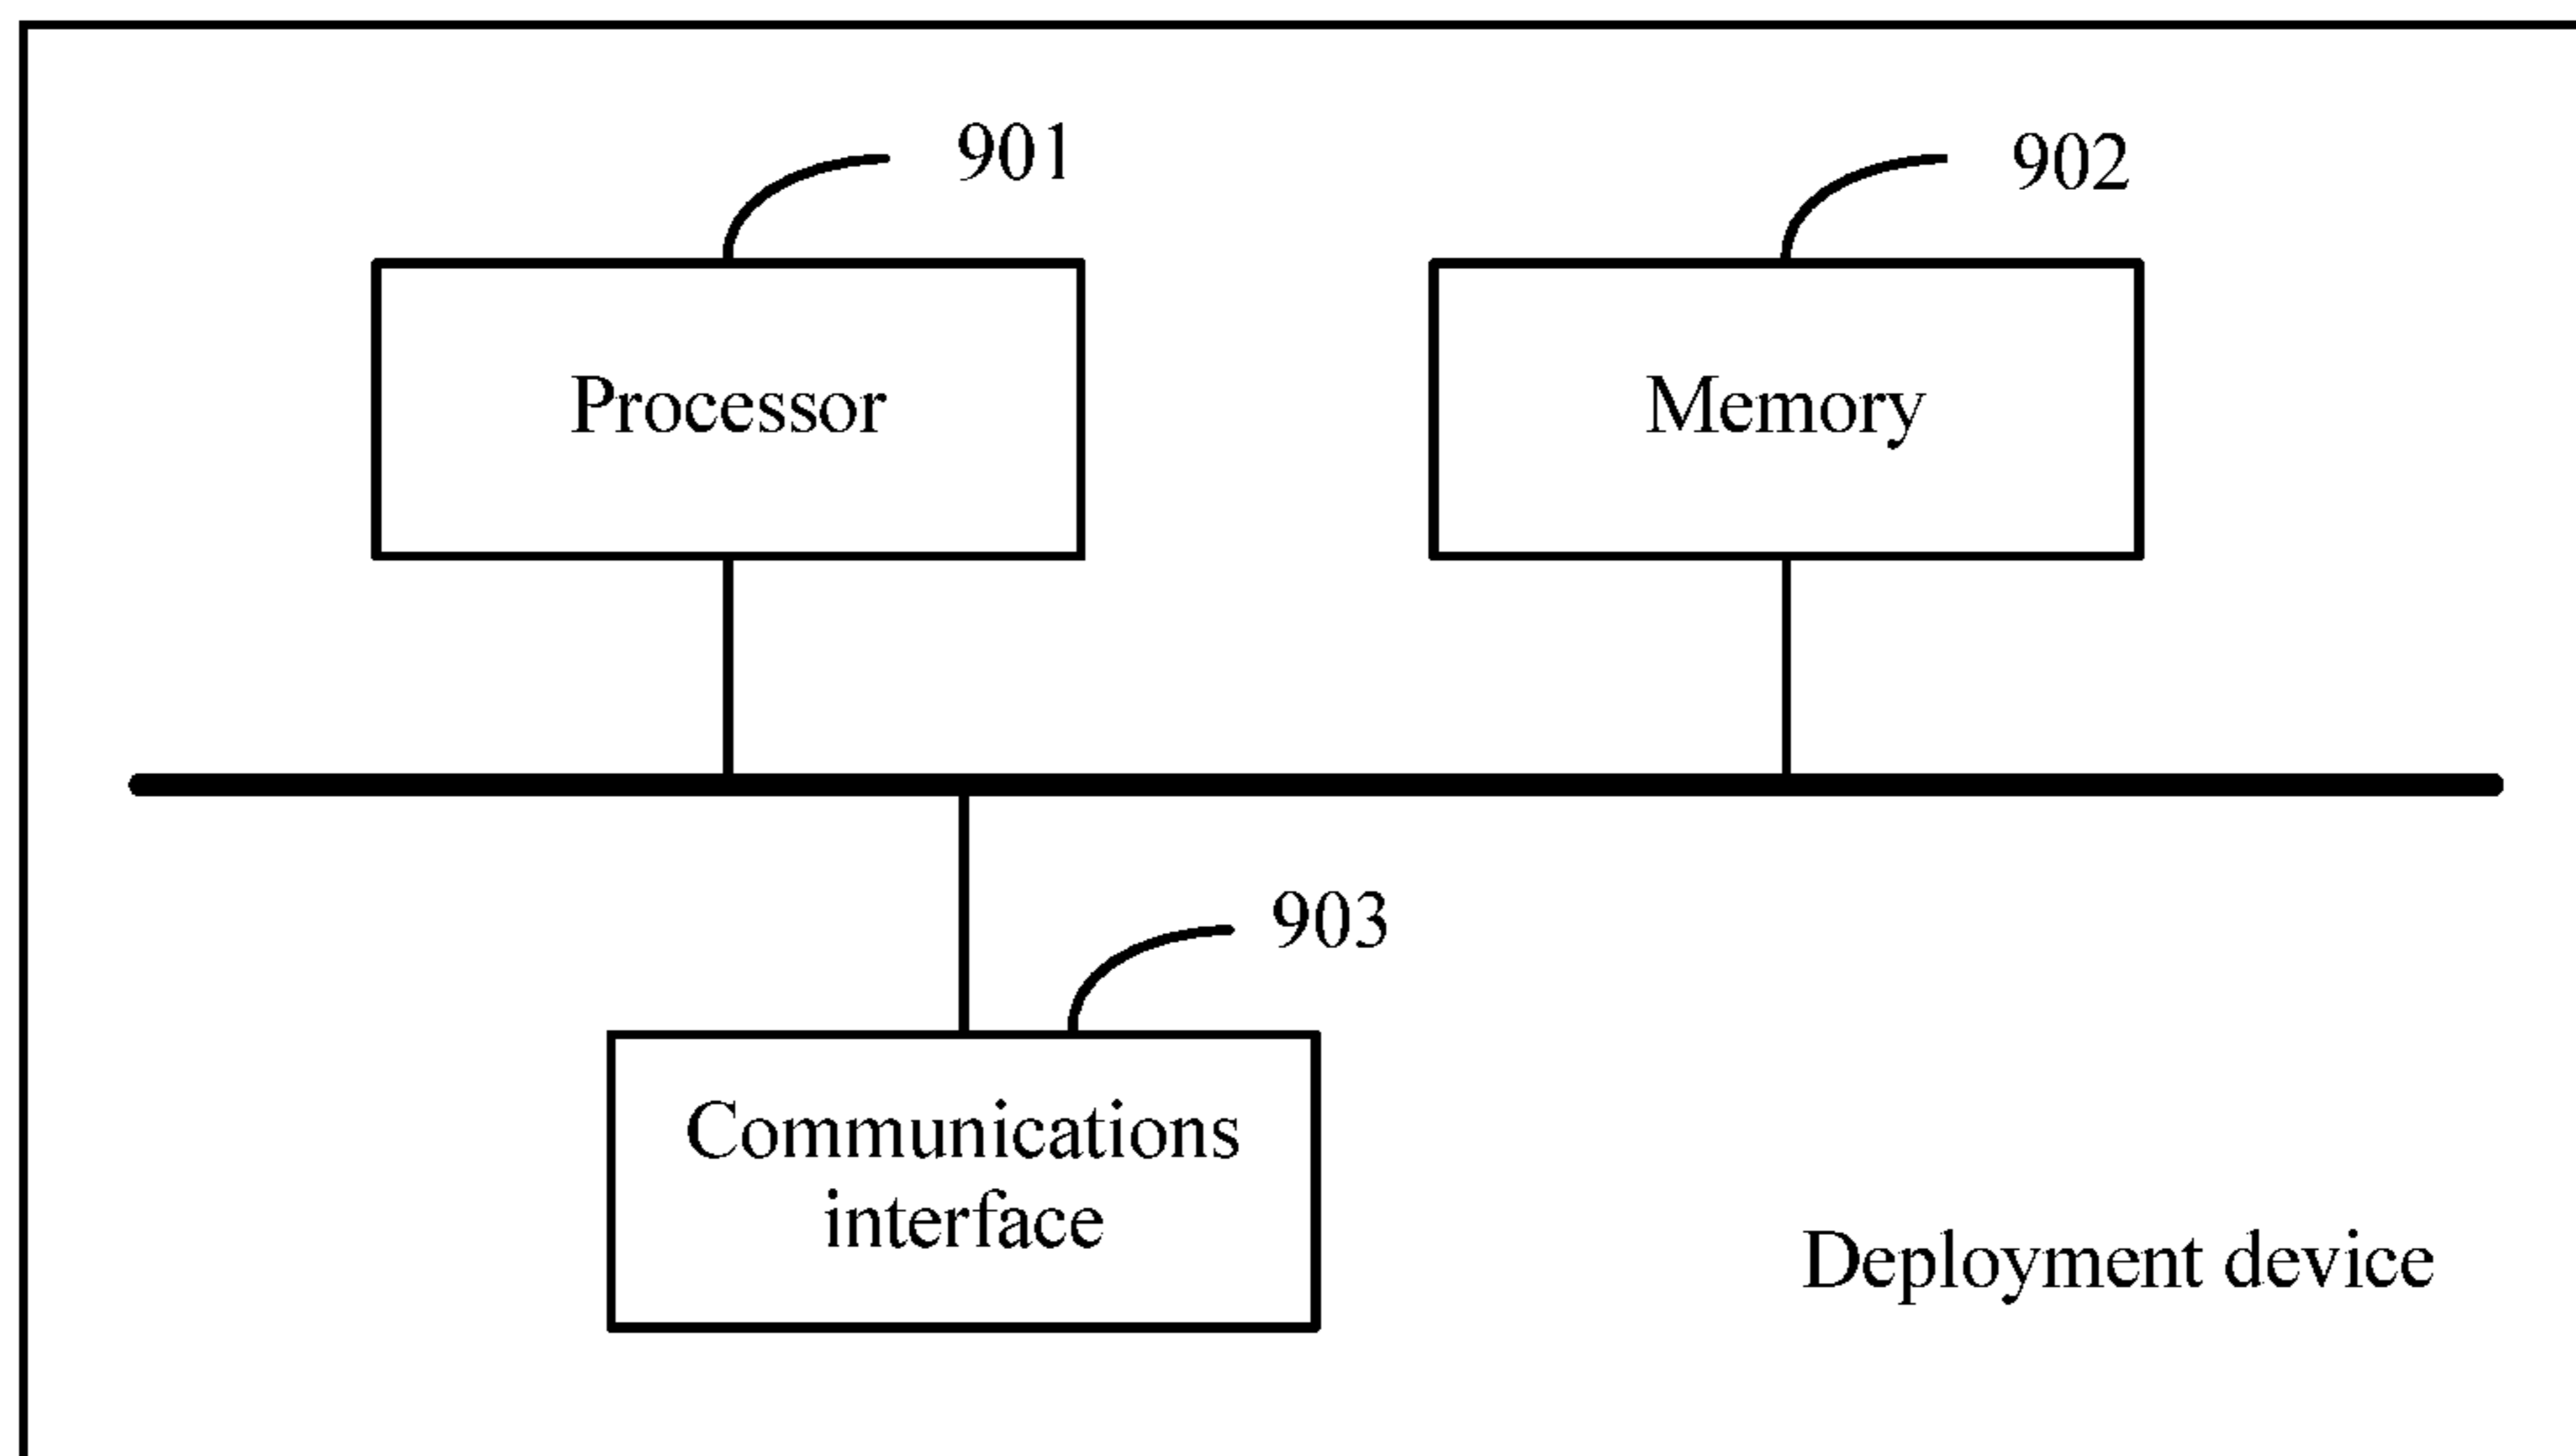 901
902
Processor
Memory
903
Communications
interface
Deployment device